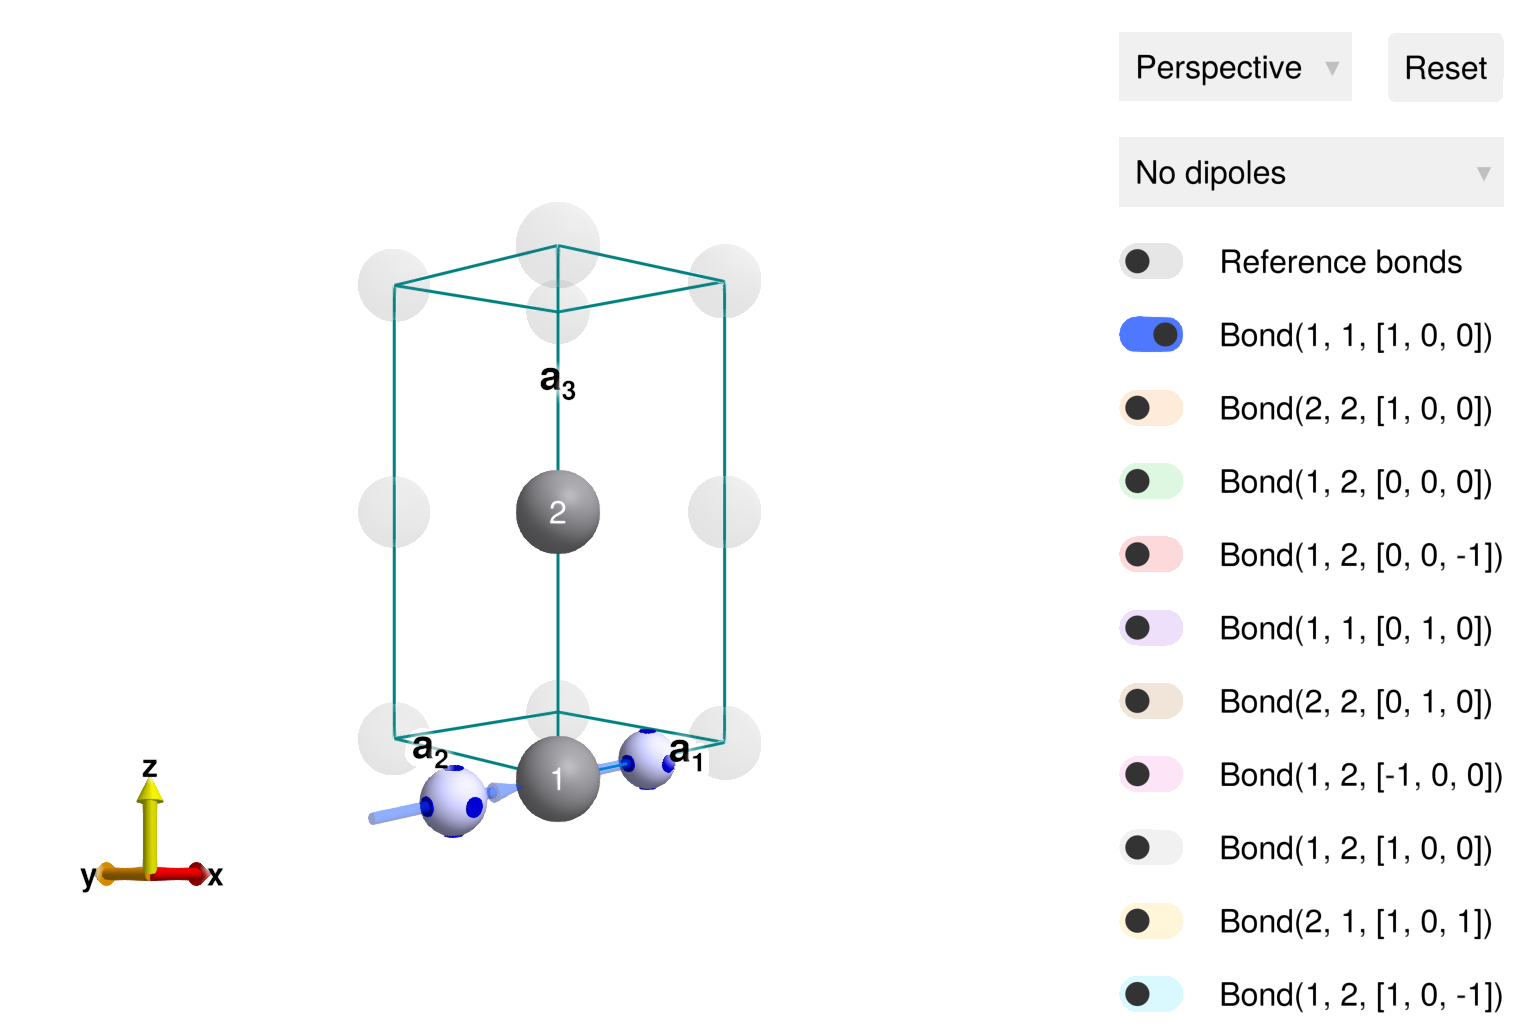 Perspective ▼ Reset
No dipoles ▼
Reference bonds
Bond(1, 1, [1, 0, 0])
Bond(2, 2, [1, 0, 0])
Bond(1, 2, [0, 0, 0])
Bond(1, 2, [0, 0, -1])
Bond(1, 1, [0, 1, 0])
Bond(2, 2, [0, 1, 0])
Bond(1, 2, [-1, 0, 0])
Bond(1, 2, [1, 0, 0])
Bond(2, 1, [1, 0, 1])
Bond(1, 2, [1, 0, -1])
a₃
2
a₂
a₁
1
z
y x